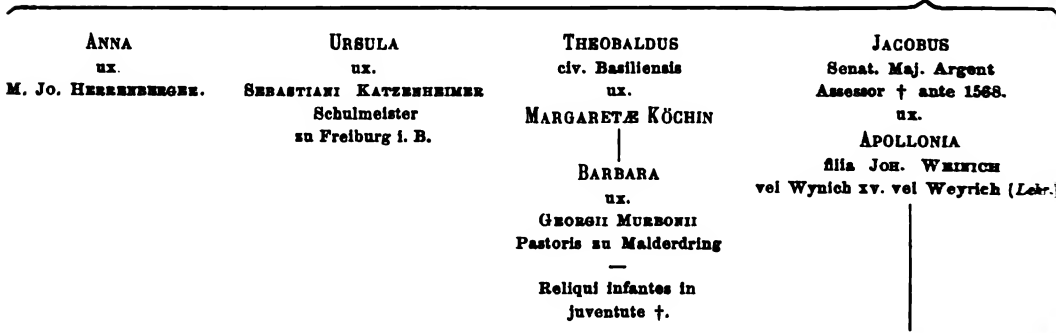 ANNA
ux.
M. JO. HERRENBERGER.
URSULA
ux.
SEBASTIANI KATZENHEIMER
Schulmeister
zu Freiburg i. B.
THEOBALDUS
civ. Basiliensis
ux.
MARGARETÆ KÖCHIN
BARBARA
ux.
GEORGII MURBONII
Pastoris zu Malderdring
—
Reliqui infantes in
juventute †.
JACOBUS
Senat. Maj. Argent
Assessor † ante 1568.
ux.
APOLLONIA
filia JOH. WEINICH
vel Wynich xv. vel Weyrich (Lehr.)